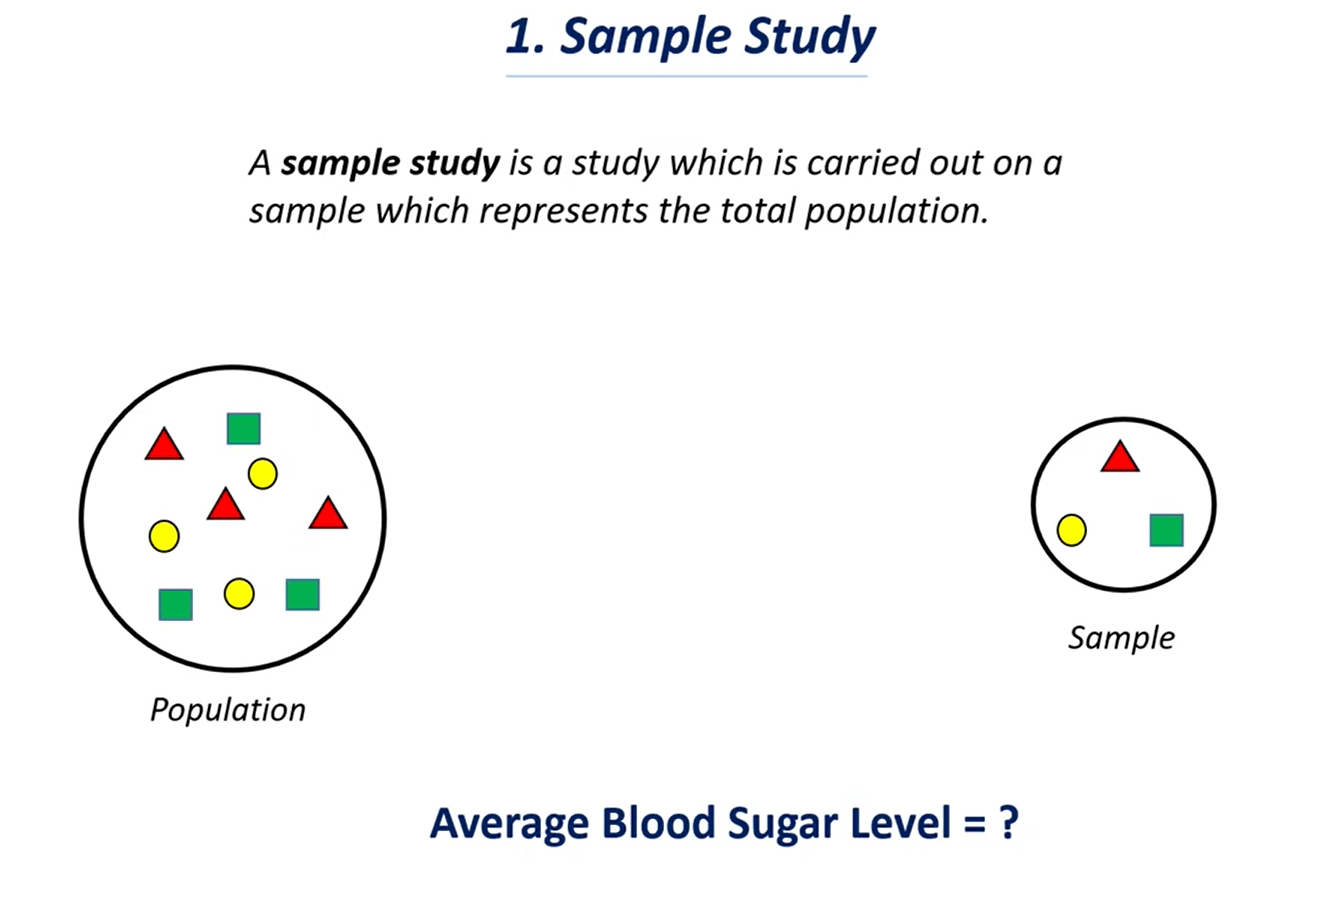 1. Sample Study
A sample study is a study which is carried out on a
sample which represents the total population.
Sample
Population
Average Blood Sugar Level = ?